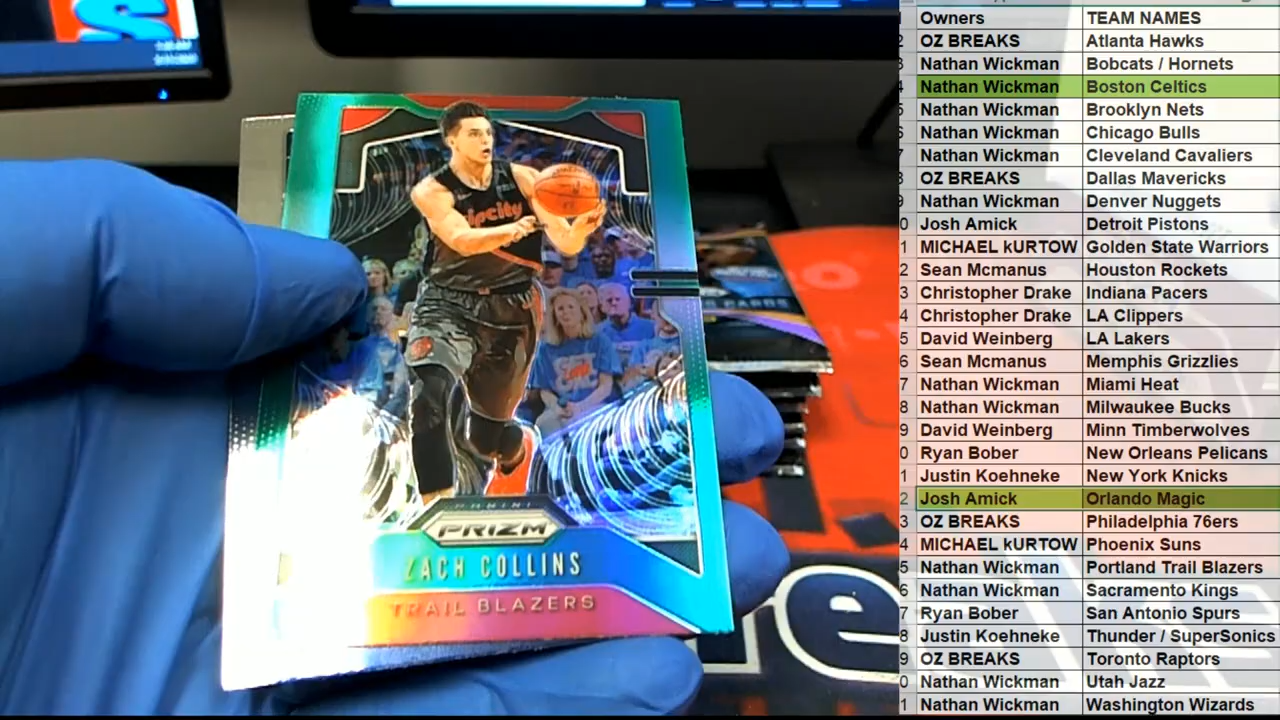 Owners TEAM NAMES
OZ BREAKS Atlanta Hawks
Nathan Wickman Bobcats / Hornets
Nathan Wickman Boston Celtics
Nathan Wickman Brooklyn Nets
Nathan Wickman Chicago Bulls
Nathan Wickman Cleveland Cavaliers
OZ BREAKS Dallas Mavericks
Nathan Wickman Denver Nuggets
Josh Amick Detroit Pistons
MICHAEL kURTOW Golden State Warriors
Sean Mcmanus Houston Rockets
Christopher Drake Indiana Pacers
Christopher Drake LA Clippers
David Weinberg LA Lakers
Sean Mcmanus Memphis Grizzlies
Nathan Wickman Miami Heat
Nathan Wickman Milwaukee Bucks
David Weinberg Minn Timberwolves
Ryan Bober New Orleans Pelicans
Justin Koehneke New York Knicks
Josh Amick Orlando Magic
OZ BREAKS Philadelphia 76ers
MICHAEL kURTOW Phoenix Suns
Nathan Wickman Portland Trail Blazers
Nathan Wickman Sacramento Kings
Ryan Bober San Antonio Spurs
Justin Koehneke Thunder / SuperSonics
OZ BREAKS Toronto Raptors
Nathan Wickman Utah Jazz
Nathan Wickman Washington Wizards
PANINI
PRIZM
ZACH COLLINS
TRAIL BLAZERS